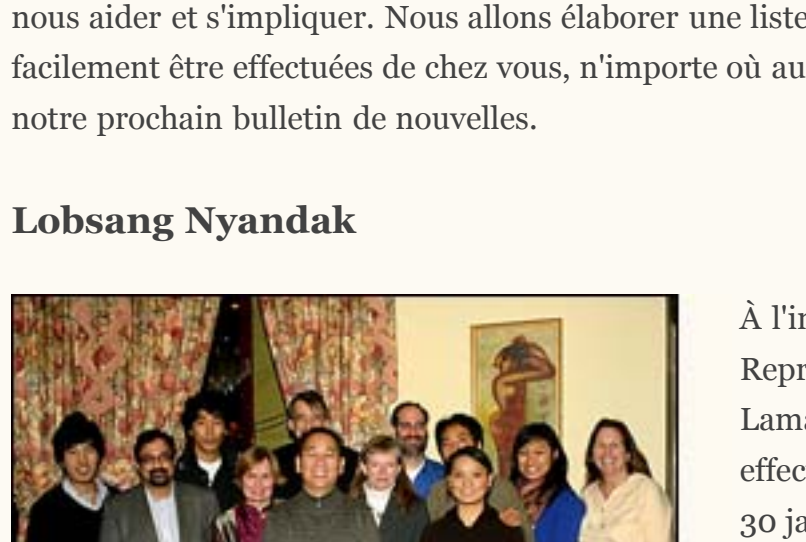 nous aider et s'impliquer. Nous allons élaborer une liste
facilement être effectuées de chez vous, n'importe où au
notre prochain bulletin de nouvelles.
Lobsang Nyandak
À l'in
Repr
Lama
effec
30 ja